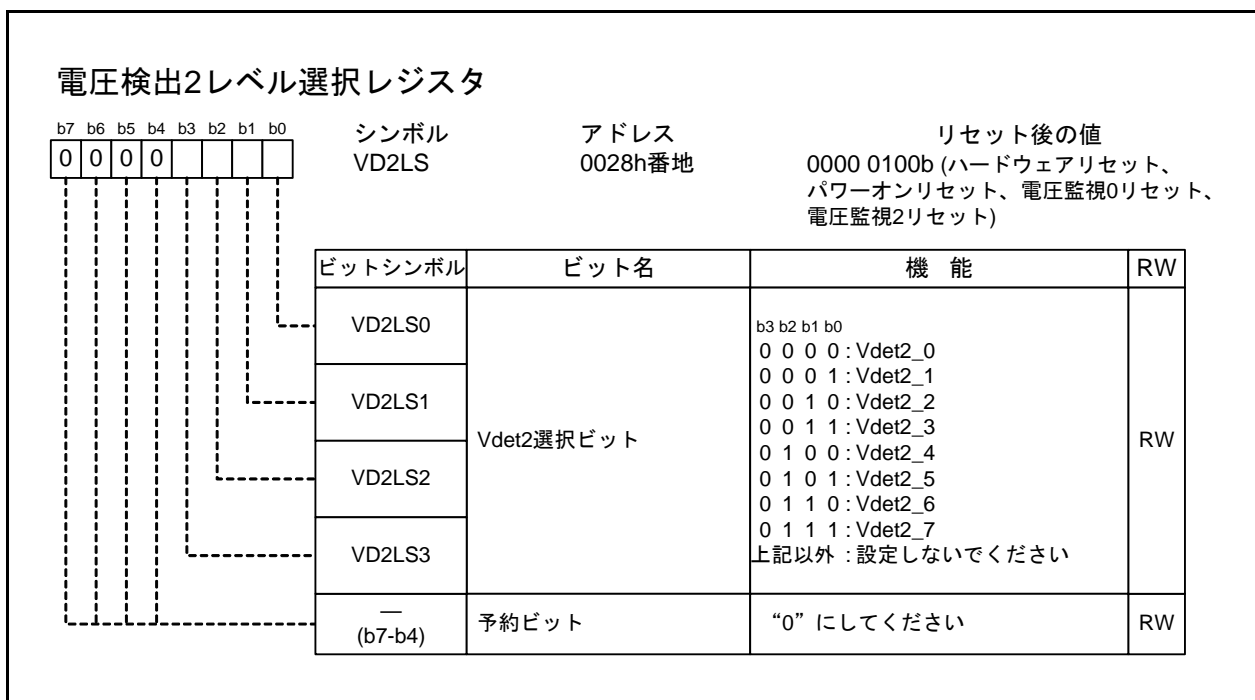 電圧検出2レベル選択レジスタ
b7 b6 b5 b4 b3 b2 b1 b0
0 0 0 0
シンボル アドレス リセット後の値
VD2LS 0028h番地 0000 0100b (ハードウェアリセット、
パワーオンリセット、電圧監視0リセット、
電圧監視2リセット)
ビットシンボル ビット名 機 能 RW
VD2LS0
VD2LS1
VD2LS2
VD2LS3
Vdet2選択ビット
b3 b2 b1 b0
0 0 0 0 : Vdet2_0
0 0 0 1 : Vdet2_1
0 0 1 0 : Vdet2_2
0 0 1 1 : Vdet2_3
0 1 0 0 : Vdet2_4
0 1 0 1 : Vdet2_5
0 1 1 0 : Vdet2_6
0 1 1 1 : Vdet2_7
上記以外 : 設定しないでください
RW
—
(b7-b4)
予約ビット “0”にしてください RW